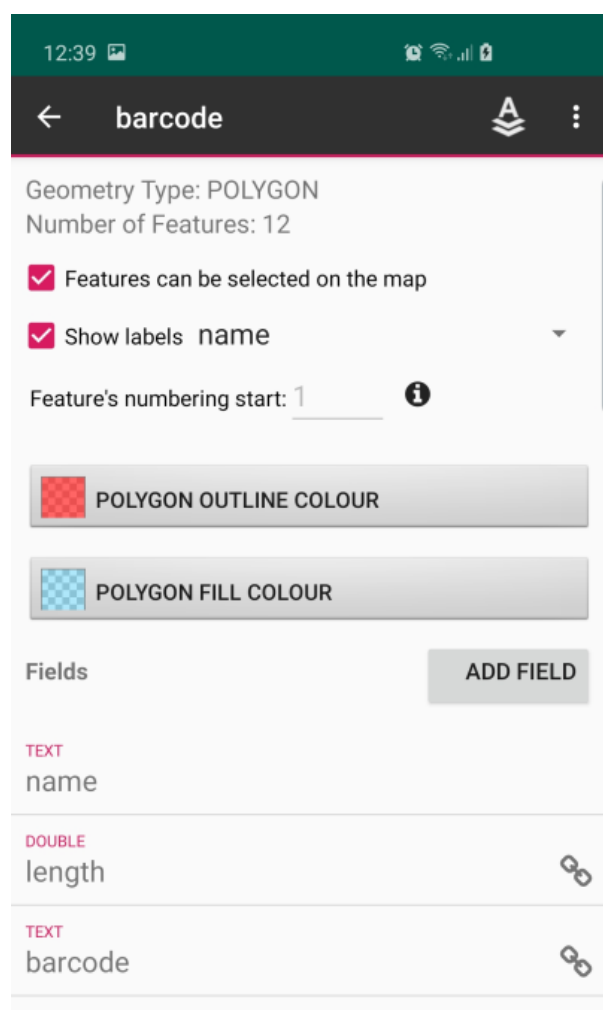 12:39
barcode
A
Geometry Type: POLYGON
Number of Features: 12
Features can be selected on the map
Show labels name
Feature's numbering start: 1
POLYGON OUTLINE COLOUR
POLYGON FILL COLOUR
Fields ADD FIELD
TEXT
name
DOUBLE
length
TEXT
barcode